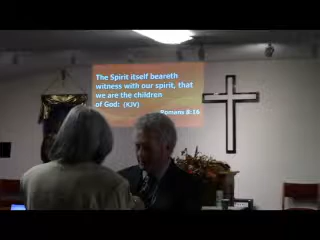 The Spirit itself beareth
witness with our spirit, that
we are the children
of God: (KJV)
Romans 8:16